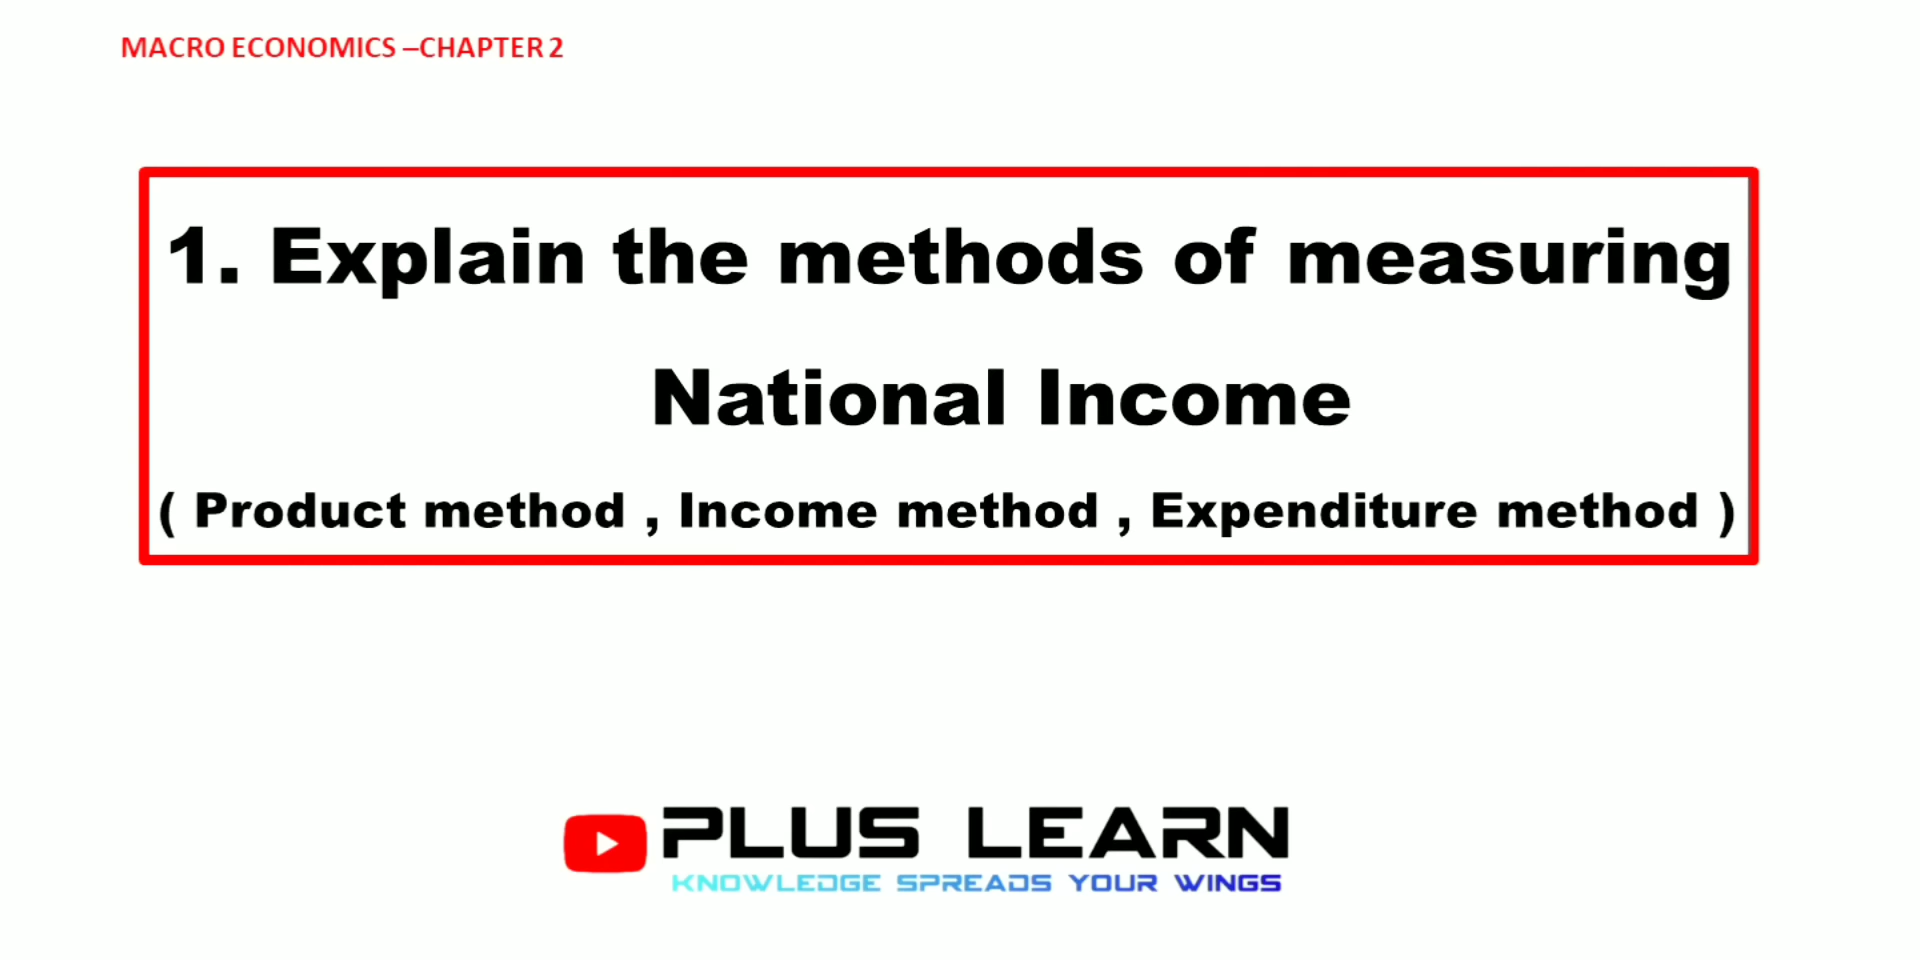 MACRO ECONOMICS –CHAPTER 2
1. Explain the methods of measuring
National Income
( Product method , Income method , Expenditure method )
PLUS LEARN
KNOWLEDGE SPREADS YOUR WINGS